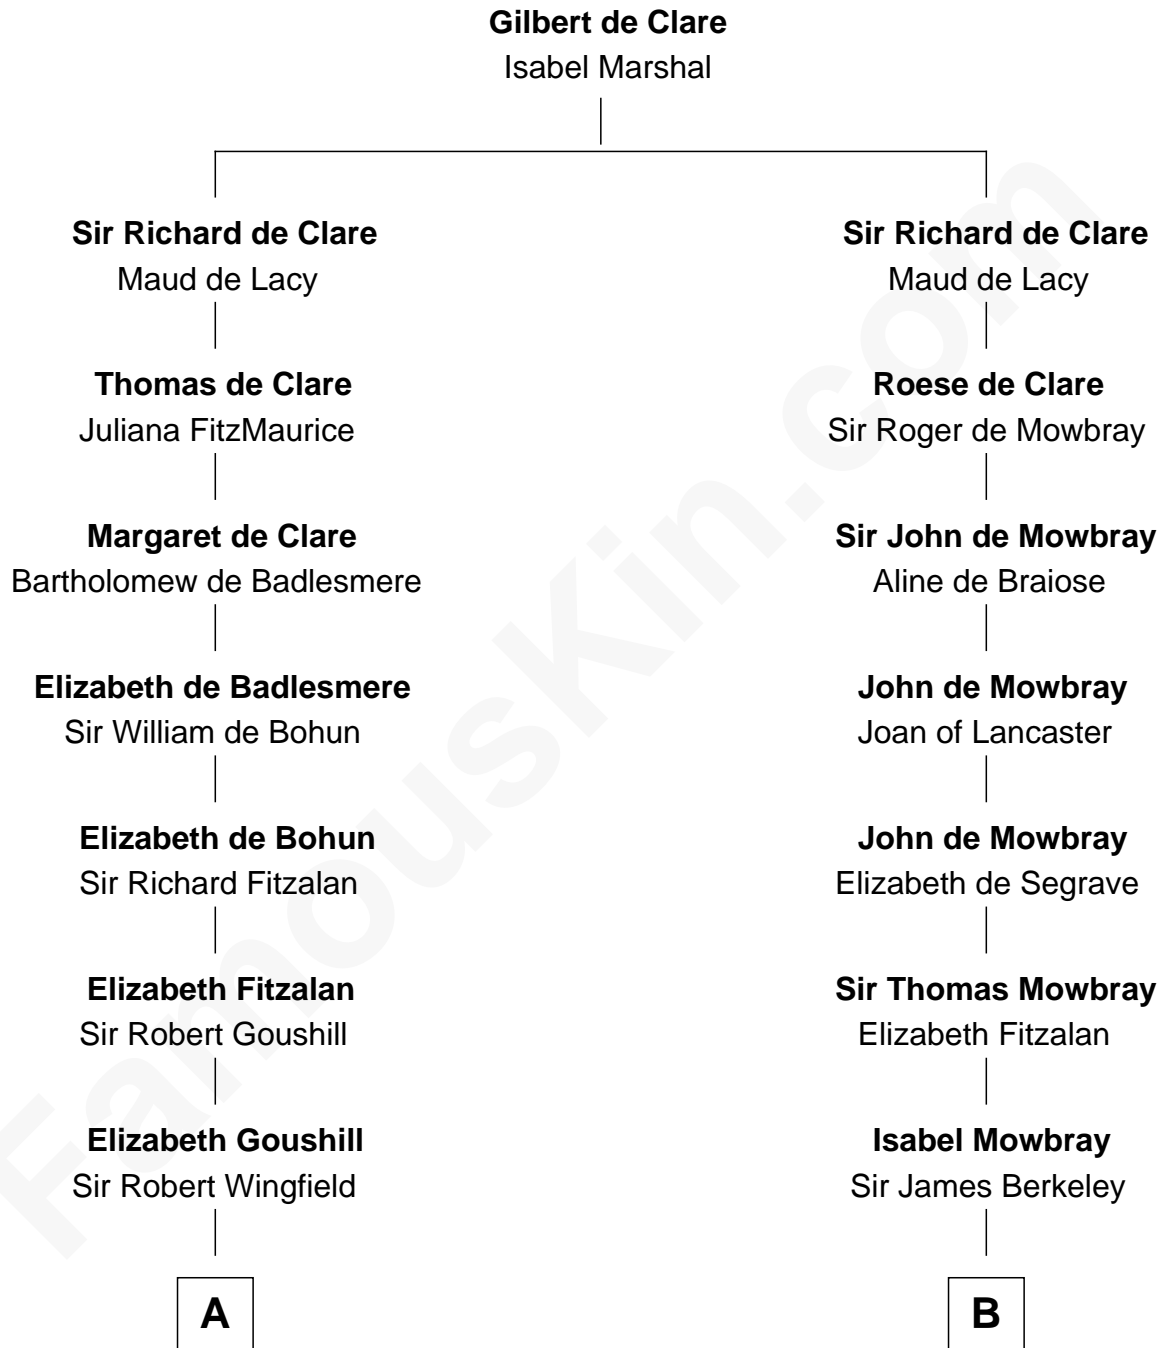 Gilbert de Clare
Isabel Marshal
Sir Richard de Clare
Maud de Lacy
Thomas de Clare
Juliana FitzMaurice
Margaret de Clare
Bartholomew de Badlesmere
Elizabeth de Badlesmere
Sir William de Bohun
Elizabeth de Bohun
Sir Richard Fitzalan
Elizabeth Fitzalan
Sir Robert Goushill
Elizabeth Goushill
Sir Robert Wingfield
A
Sir Richard de Clare
Maud de Lacy
Roese de Clare
Sir Roger de Mowbray
Sir John de Mowbray
Aline de Braiose
John de Mowbray
Joan of Lancaster
John de Mowbray
Elizabeth de Segrave
Sir Thomas Mowbray
Elizabeth Fitzalan
Isabel Mowbray
Sir James Berkeley
B
FamousKin.com